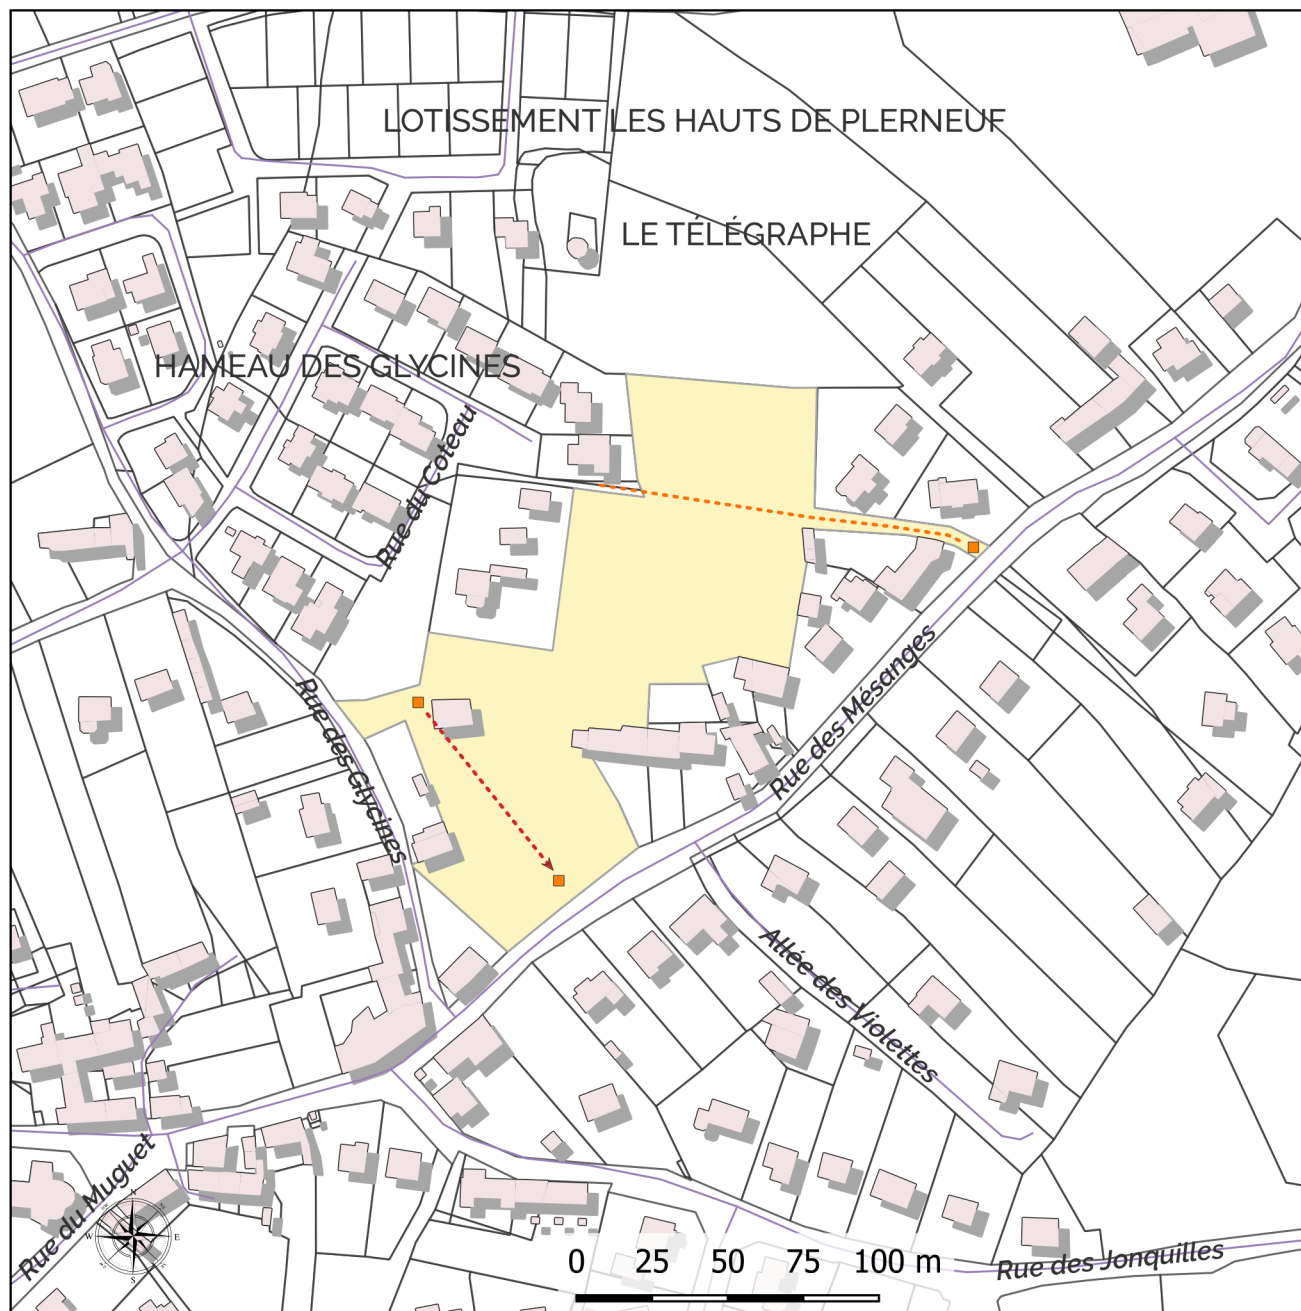 LOTISSEMENT LES HAUTS DE PLERNEUF
LE TÉLÉGRAPHE
HAMEAU DES GLYCINES
Rue du Coteau
Rue des Glycines
Rue des Mésanges
Allée des Violettes
Rue du Muguet
N
W
E
S
0 25 50 75 100 m
Rue des Jonquilles